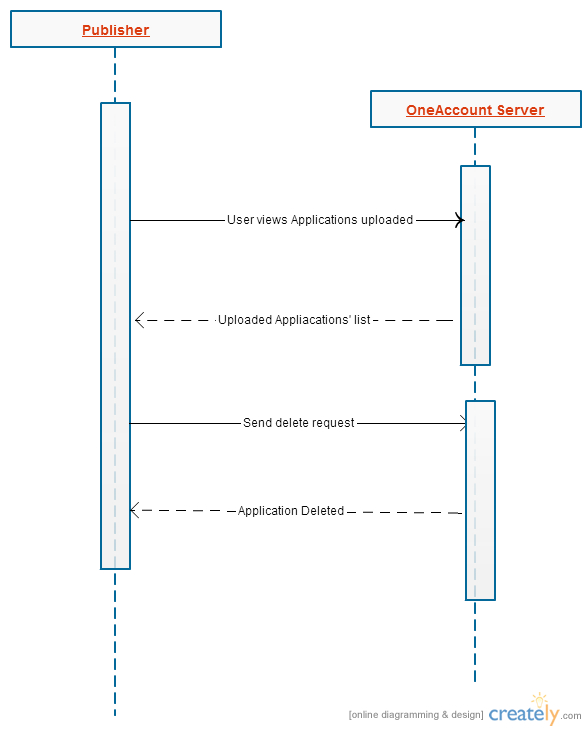 Publisher
OneAccount Server
User views Applications uploaded
Uploaded Appliacations' list
Send delete request
Application Deleted
[online diagramming & design] creately.com